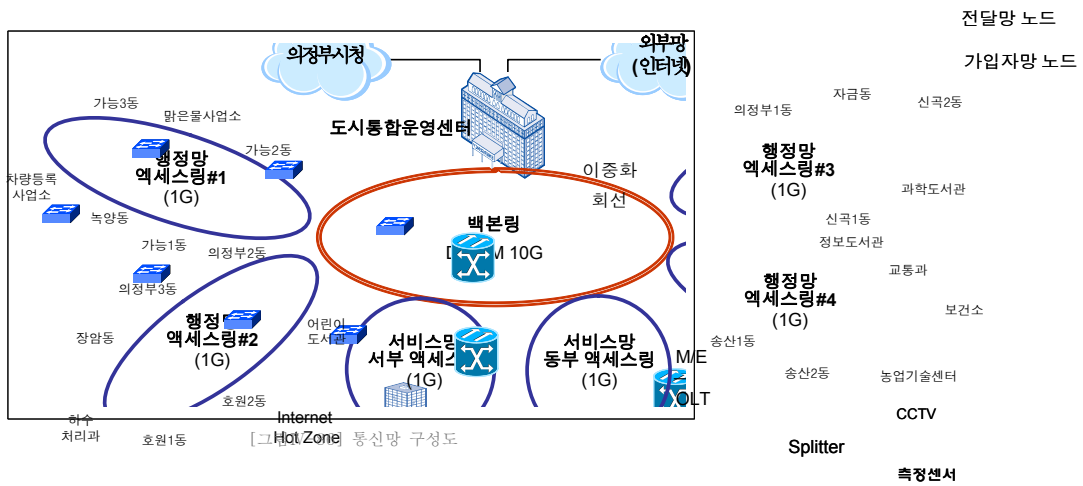 전달망 노드
가입자망 노드
의정부시청
외부망
(인터넷)
가능3동
맑은물사업소
도시통합운영센터
의정부1동
자금동
신곡2동
가능2동
행정망
엑세스링#1
(1G)
차량등록
사업소
녹양동
이중화
회선
행정망
엑세스링#3
(1G)
과학도서관
백본링
M 10G
신곡1동
정보도서관
가능1동
의정부2동
의정부3동
교통과
행정망
엑세스링#4
(1G)
보건소
장암동
행정
액세스링#2
(1G)
어린이
도서관
서비스망
서부 액세스
(1G)
서비스망
동부 액세스링
(1G)
송산1동
M/E
OLT
송산2동
농업기술센터
호원2동
하수
처리과
호원1동
Internet
Hot Zone
통신망 구성도
CCTV
Splitter
측정센서